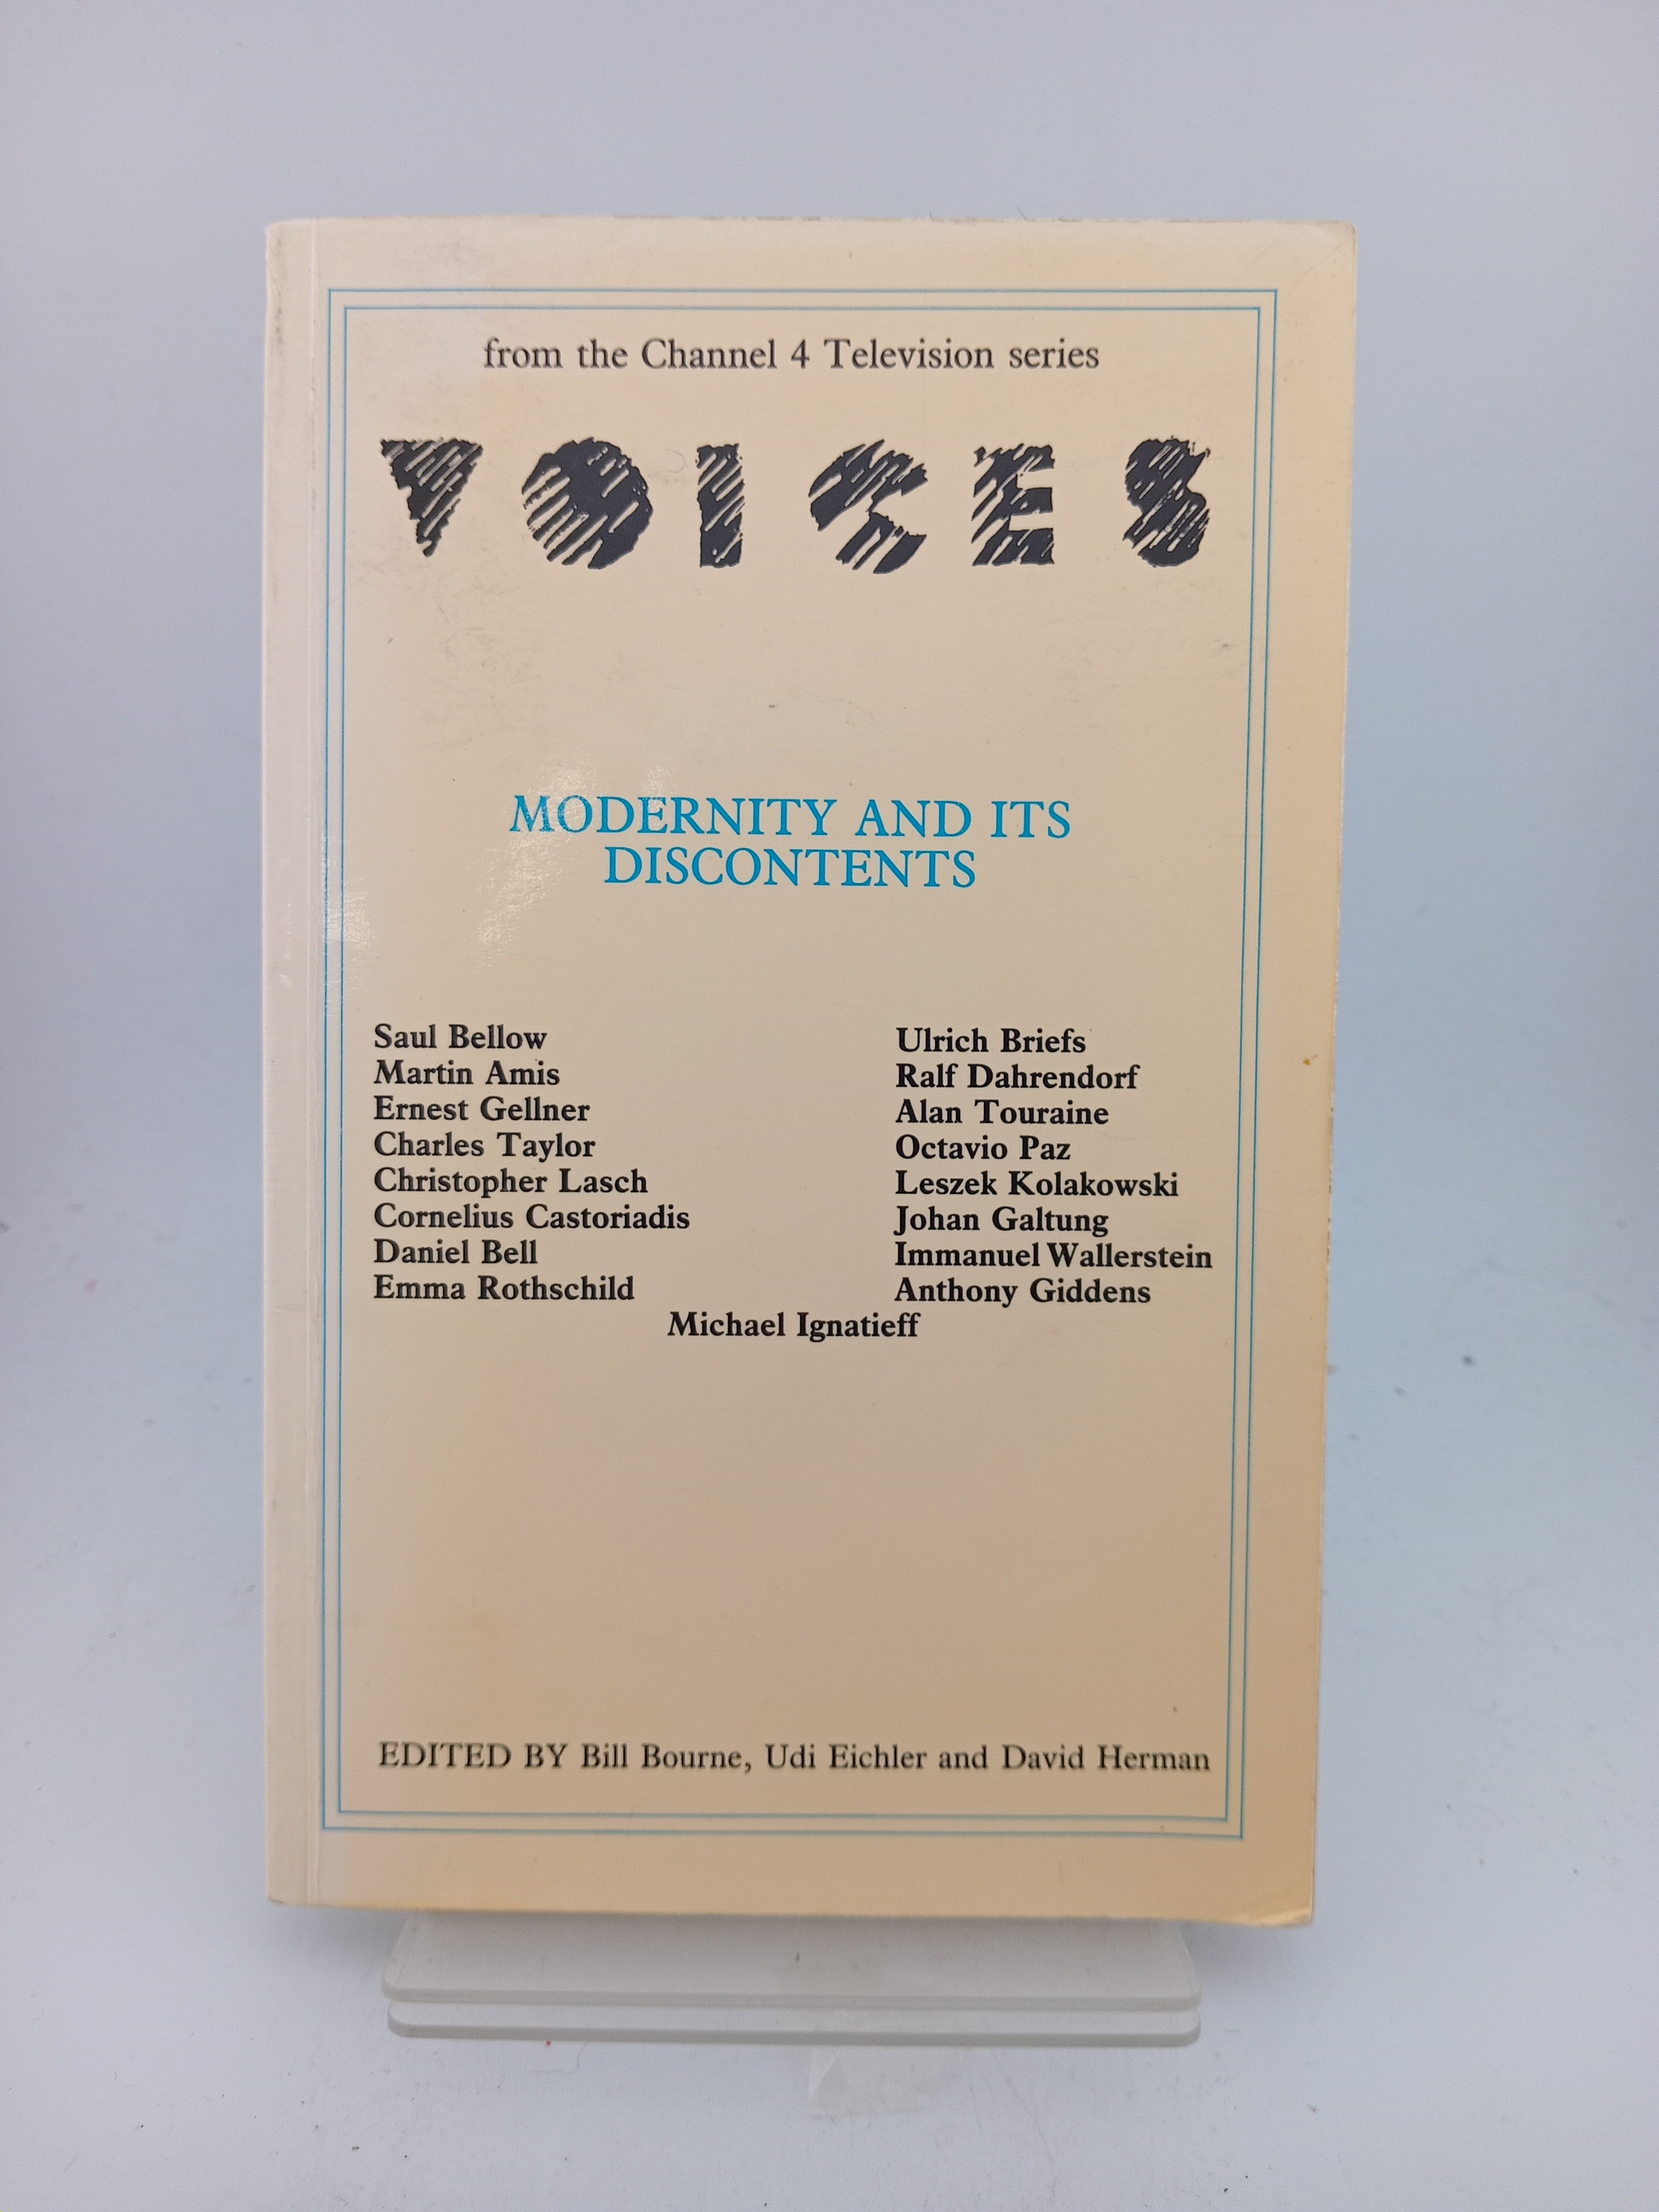 from the Channel 4 Television series
VOICES
MODERNITY AND ITS
DISCONTENTS
Saul Bellow
Martin Amis
Ernest Gellner
Charles Taylor
Christopher Lasch
Cornelius Castoriadis
Daniel Bell
Emma Rothschild
Ulrich Briefs
Ralf Dahrendorf
Alan Touraine
Octavio Paz
Leszek Kolakowski
Johan Galtung
Immanuel Wallerstein
Anthony Giddens
Michael Ignatieff
EDITED BY Bill Bourne, Udi Eichler and David Herman